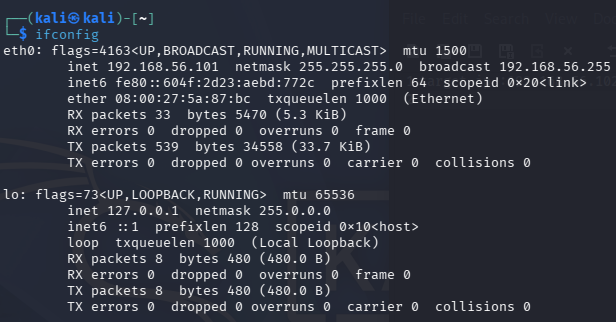 (kali㉿kali)-[~]
$ ifconfig
eth0: flags=4163<UP,BROADCAST,RUNNING,MULTICAST>  mtu 1500
        inet 192.168.56.101  netmask 255.255.255.0  broadcast 192.168.56.255
        inet6 fe80::604f:2d23:aebd:772c  prefixlen 64  scopeid 0×20<link>
        ether 08:00:27:5a:87:bc  txqueuelen 1000  (Ethernet)
        RX packets 33  bytes 5470 (5.3 KiB)
        RX errors 0  dropped 0  overruns 0  frame 0
        TX packets 539  bytes 34558 (33.7 KiB)
        TX errors 0  dropped 0 overruns 0  carrier 0  collisions 0

lo: flags=73<UP,LOOPBACK,RUNNING>  mtu 65536
        inet 127.0.0.1  netmask 255.0.0.0
        inet6 ::1  prefixlen 128  scopeid 0×10<host>
        loop  txqueuelen 1000  (Local Loopback)
        RX packets 8  bytes 480 (480.0 B)
        RX errors 0  dropped 0  overruns 0  frame 0
        TX packets 8  bytes 480 (480.0 B)
        TX errors 0  dropped 0 overruns 0  carrier 0  collisions 0